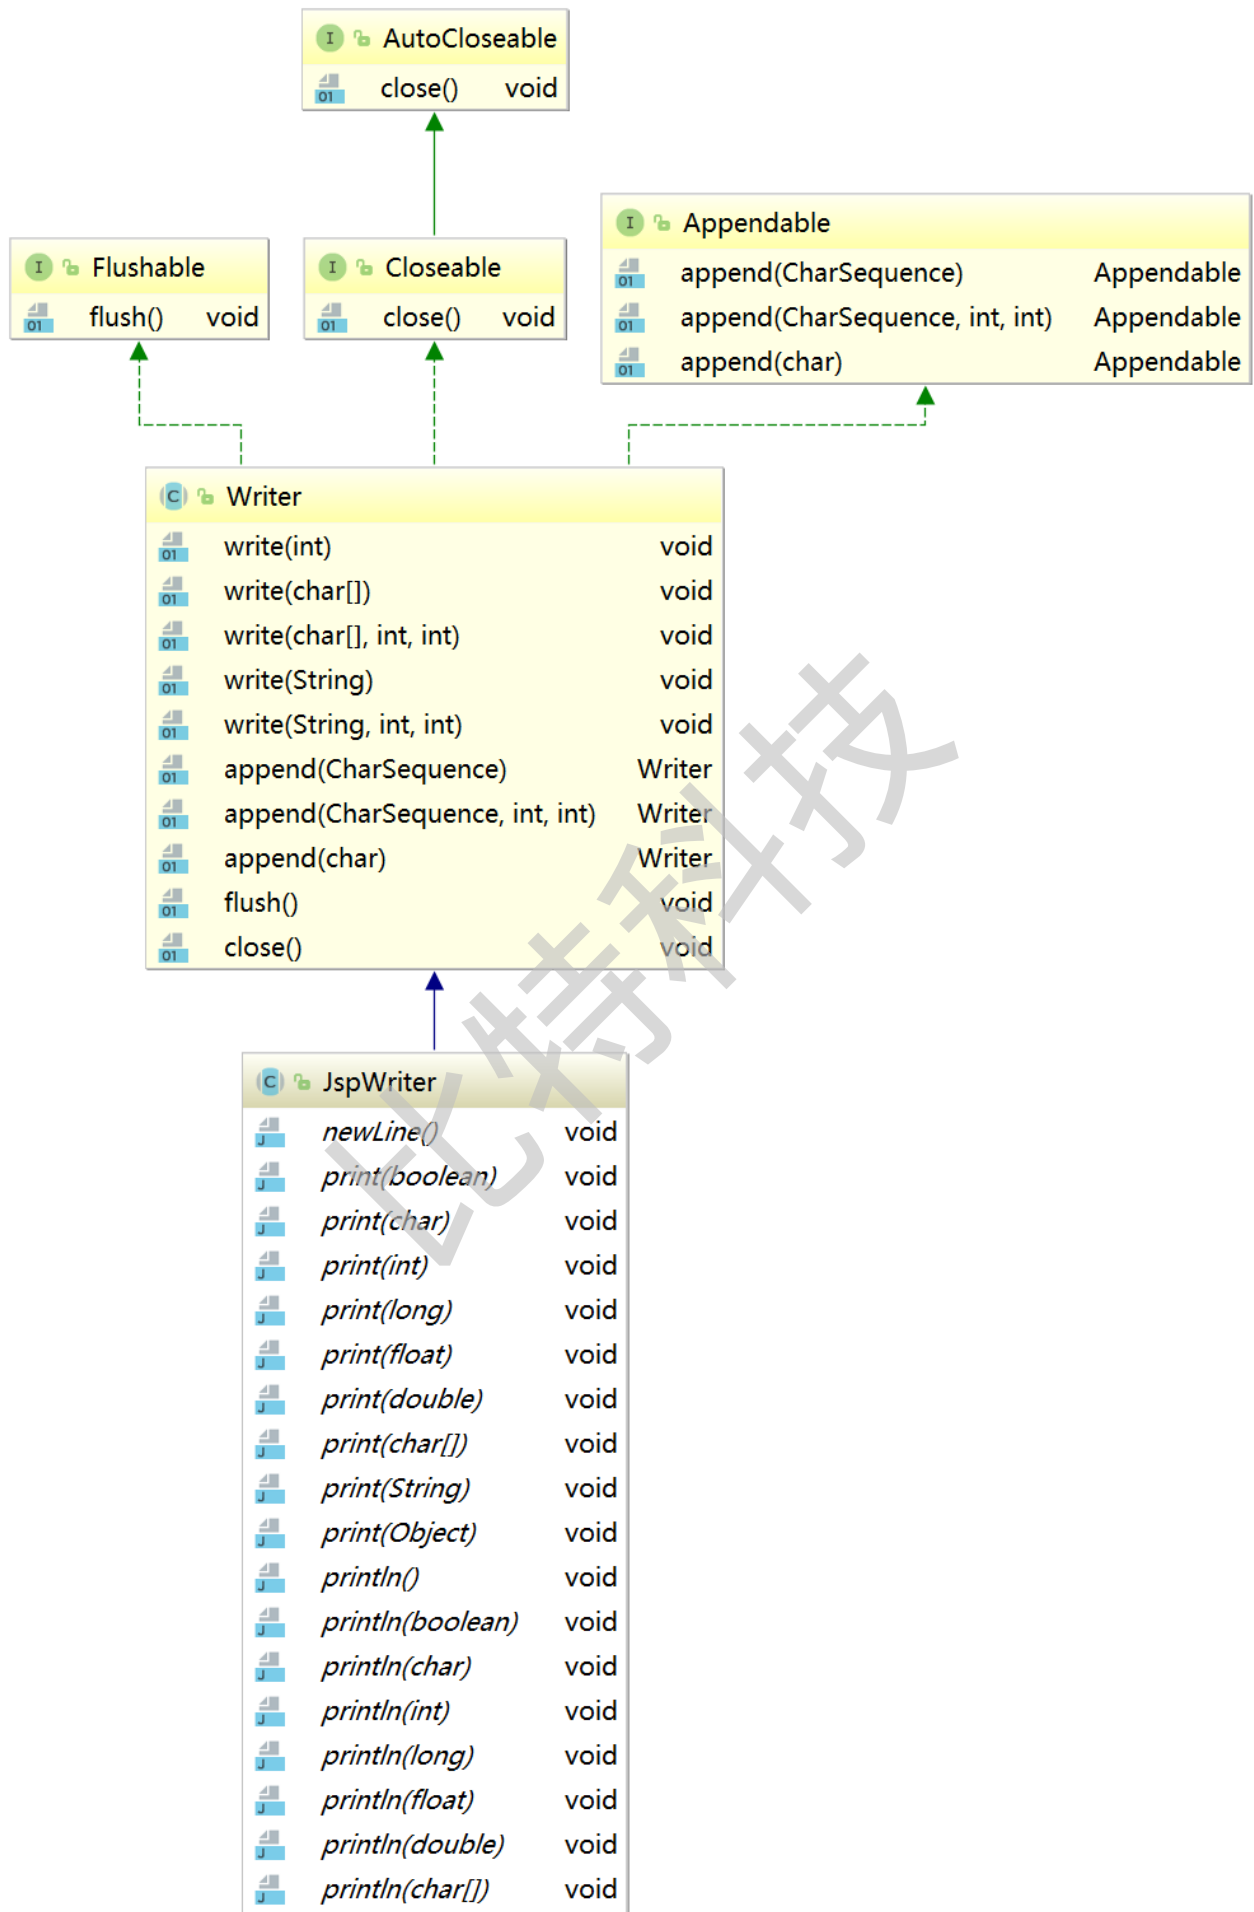 AutoCloseable
close() void
Flushable
flush() void
Closeable
close() void
Appendable
append(CharSequence) Appendable
append(CharSequence, int, int) Appendable
append(char) Appendable
Writer
write(int) void
write(char[]) void
write(char[], int, int) void
write(String) void
write(String, int, int) void
append(CharSequence) Writer
append(CharSequence, int, int) Writer
append(char) Writer
flush() void
close() void
JspWriter
newLine() void
print(boolean) void
print(char) void
print(int) void
print(long) void
print(float) void
print(double) void
print(char[]) void
print(String) void
print(Object) void
println() void
println(boolean) void
println(char) void
println(int) void
println(long) void
println(float) void
println(double) void
println(char[]) void
比特科技